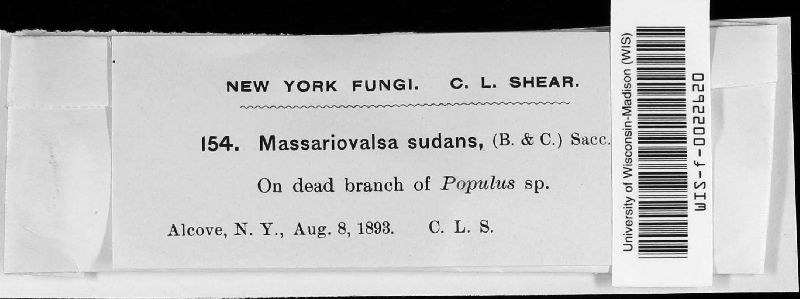 NEW YORK FUNGI. C. L. SHEAR.
154. Massariovalsa sudans, (B. & C.) Sacc.
On dead branch of Populus sp.
Alcove, N. Y., Aug. 8, 1893. C. L. S.
University of Wisconsin-Madison (WIS)
WIS-f-0022620